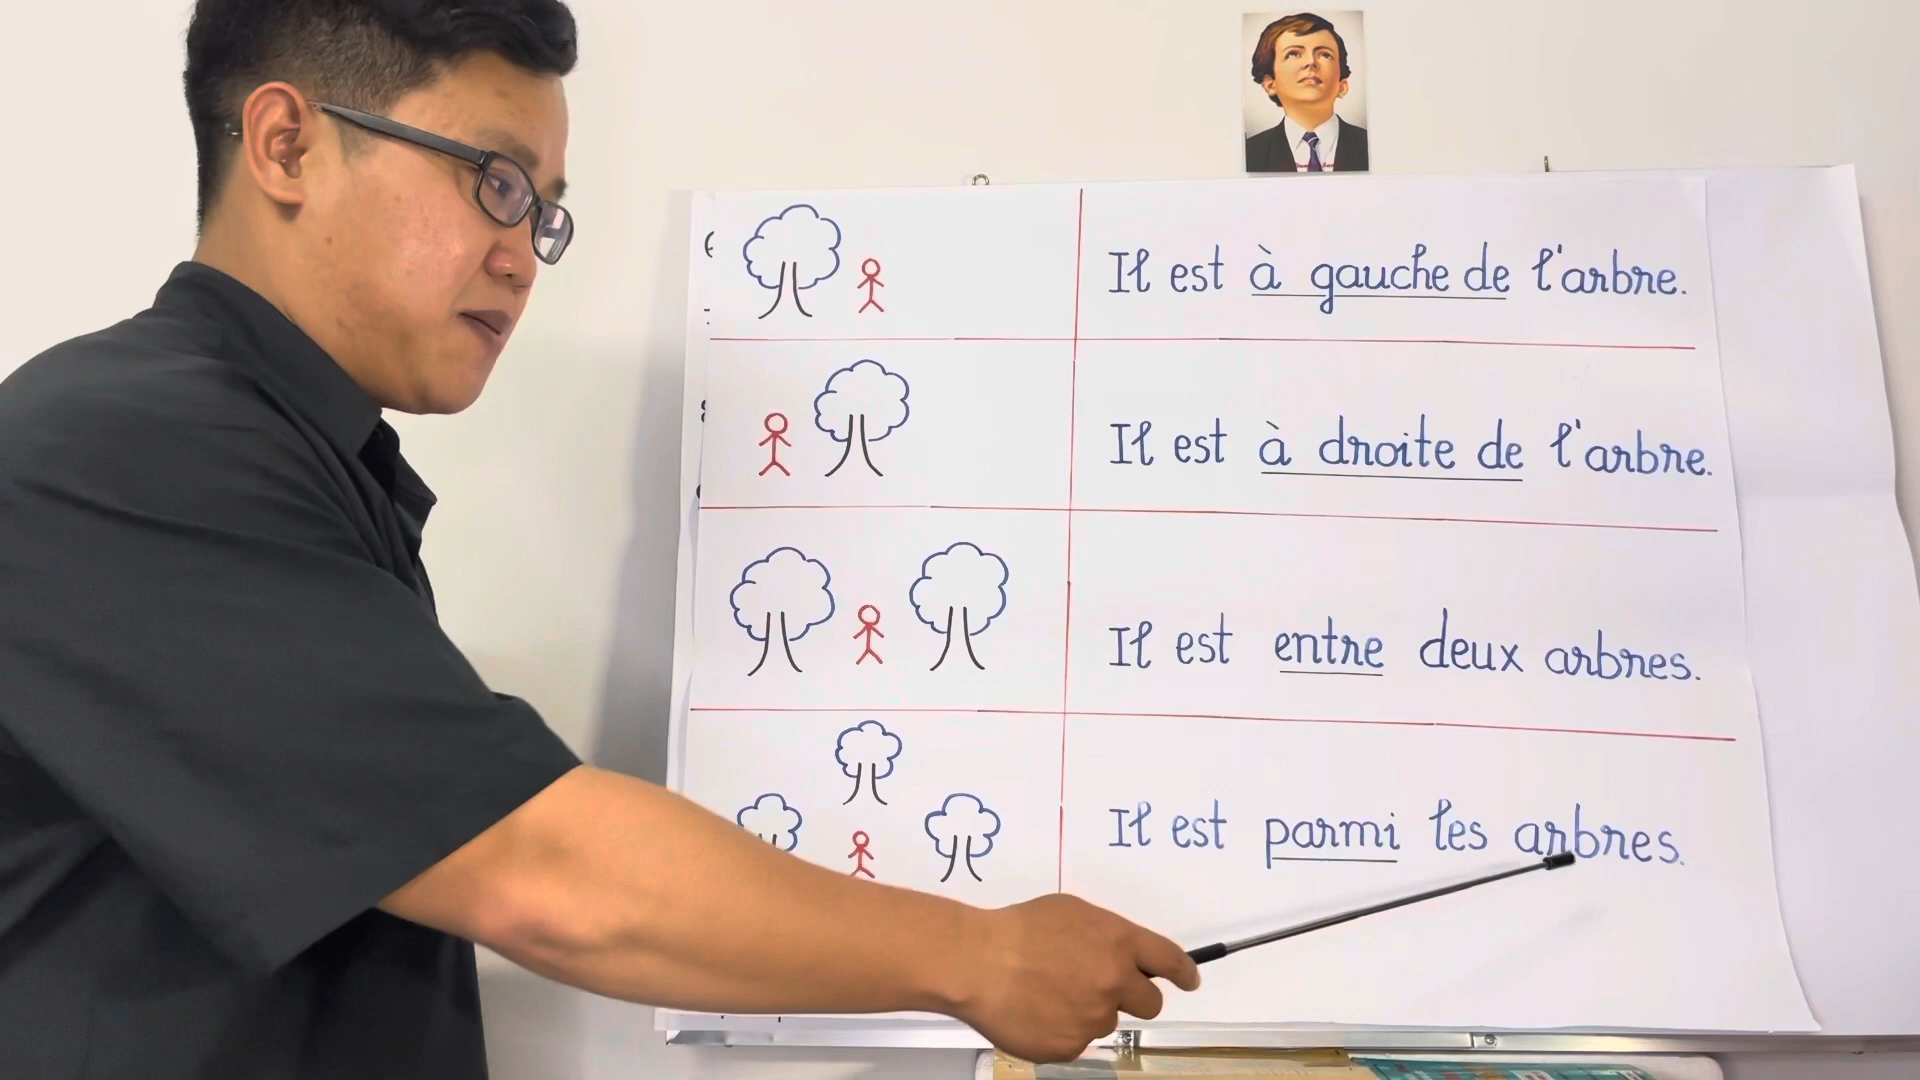 Il est à gauche de l'arbre.
Il est à droite de l'arbre.
Il est entre deux arbres.
Il est parmi les arbres.